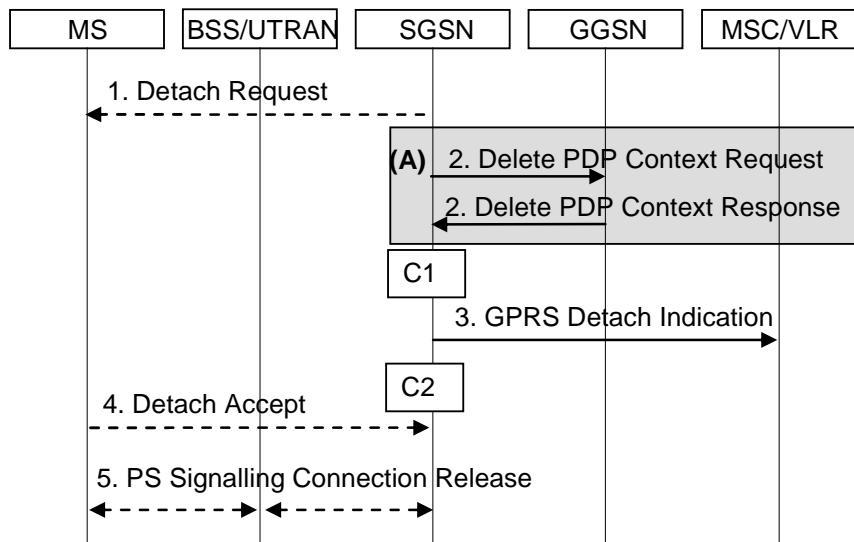 MS BSS/UTRAN SGSN GGSN MSC/VLR
1. Detach Request
(A) 2. Delete PDP Context Request
2. Delete PDP Context Response
C1
3. GPRS Detach Indication
C2
4. Detach Accept
5. PS Signalling Connection Release